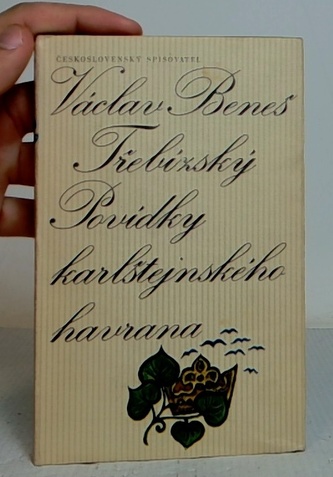 ČESKOSLOVENSKÝ SPISOVATEL
Václav Beneš
Třebízský
Povídky
karlštejnského
havrana